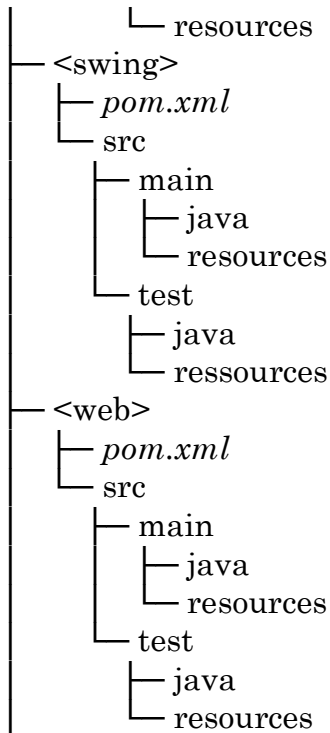 resources
<swing>
pom.xml
src
main
java
resources
test
java
ressources
<web>
pom.xml
src
main
java
resources
test
java
resources